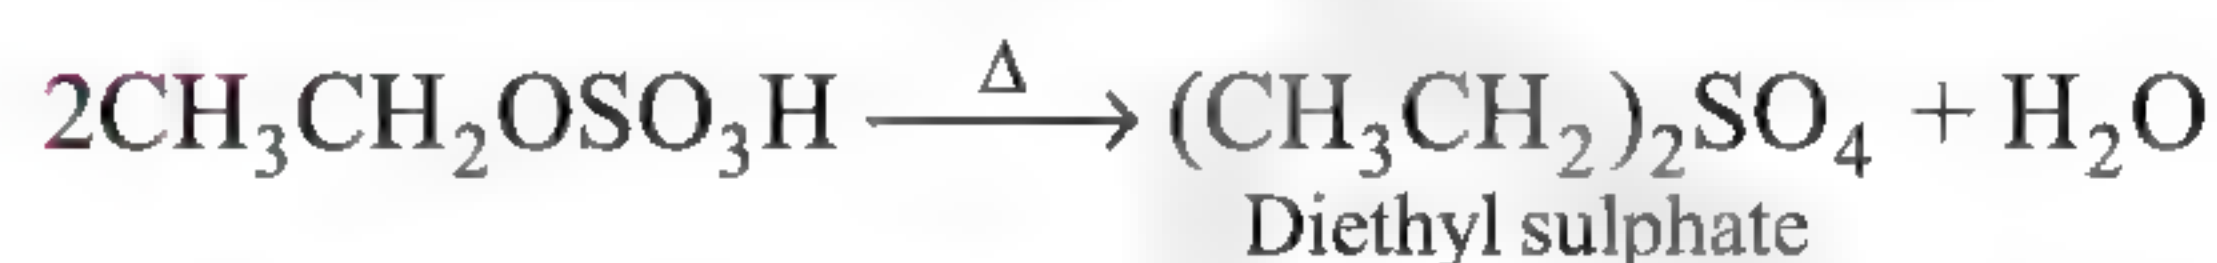 2CH₃CH₂OSO₃H —Δ→ (CH₃CH₂)₂SO₄ + H₂O
Diethyl sulphate